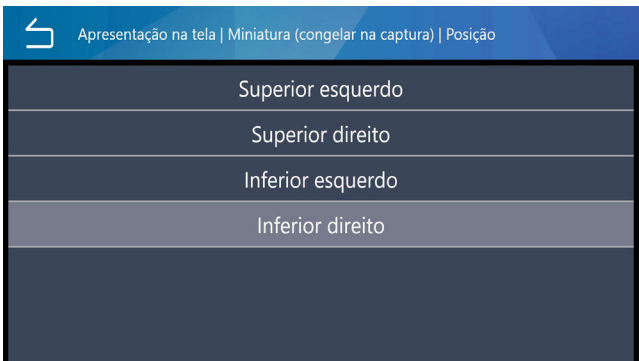 Apresentação na tela | Miniatura (congelar na captura) | Posição
Superior esquerdo
Superior direito
Inferior esquerdo
Inferior direito